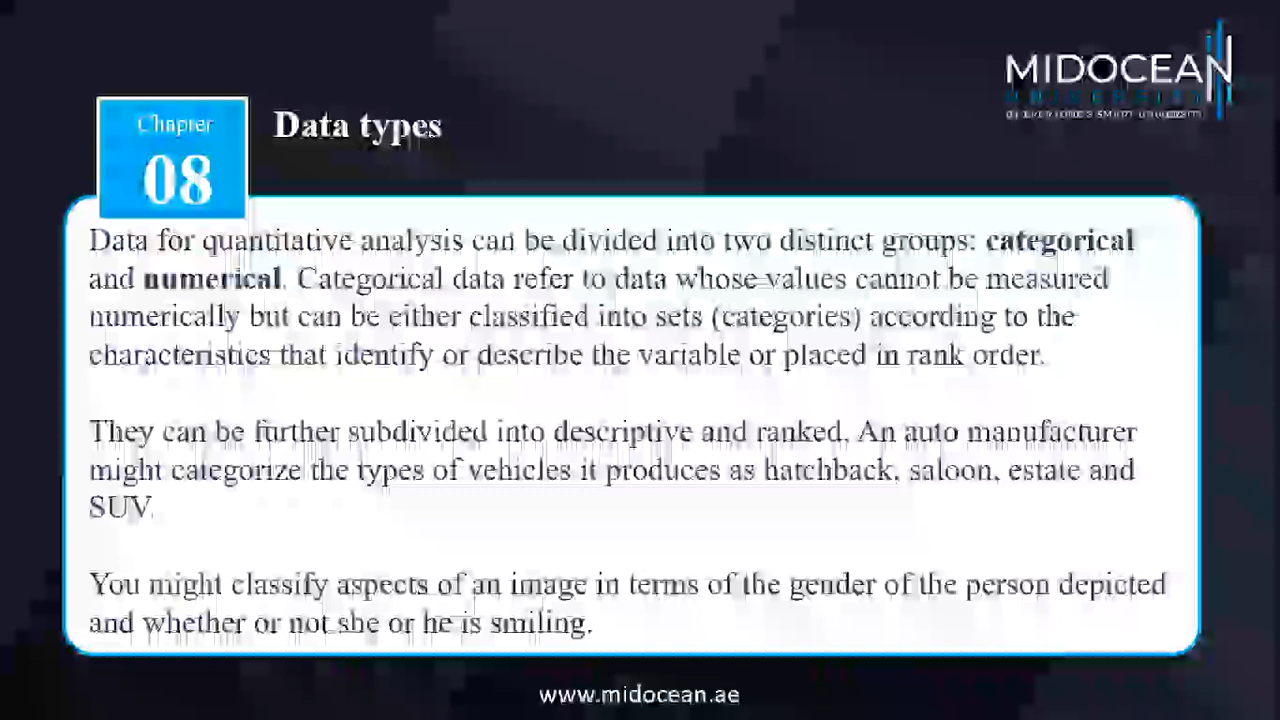 MIDOCEAN
UNIVERSITY
Chapter
08
Data types
Data for quantitative analysis can be divided into two distinct groups: categorical
and numerical. Categorical data refer to data whose values cannot be measured
numerically but can be either classified into sets (categories) according to the
characteristics that identify or describe the variable or placed in rank order.
They can be further subdivided into descriptive and ranked. An auto manufacturer
might categorize the types of vehicles it produces as hatchback, saloon, estate and
SUV.
You might classify aspects of an image in terms of the gender of the person depicted
and whether or not she or he is smiling.
www.midocean.ae